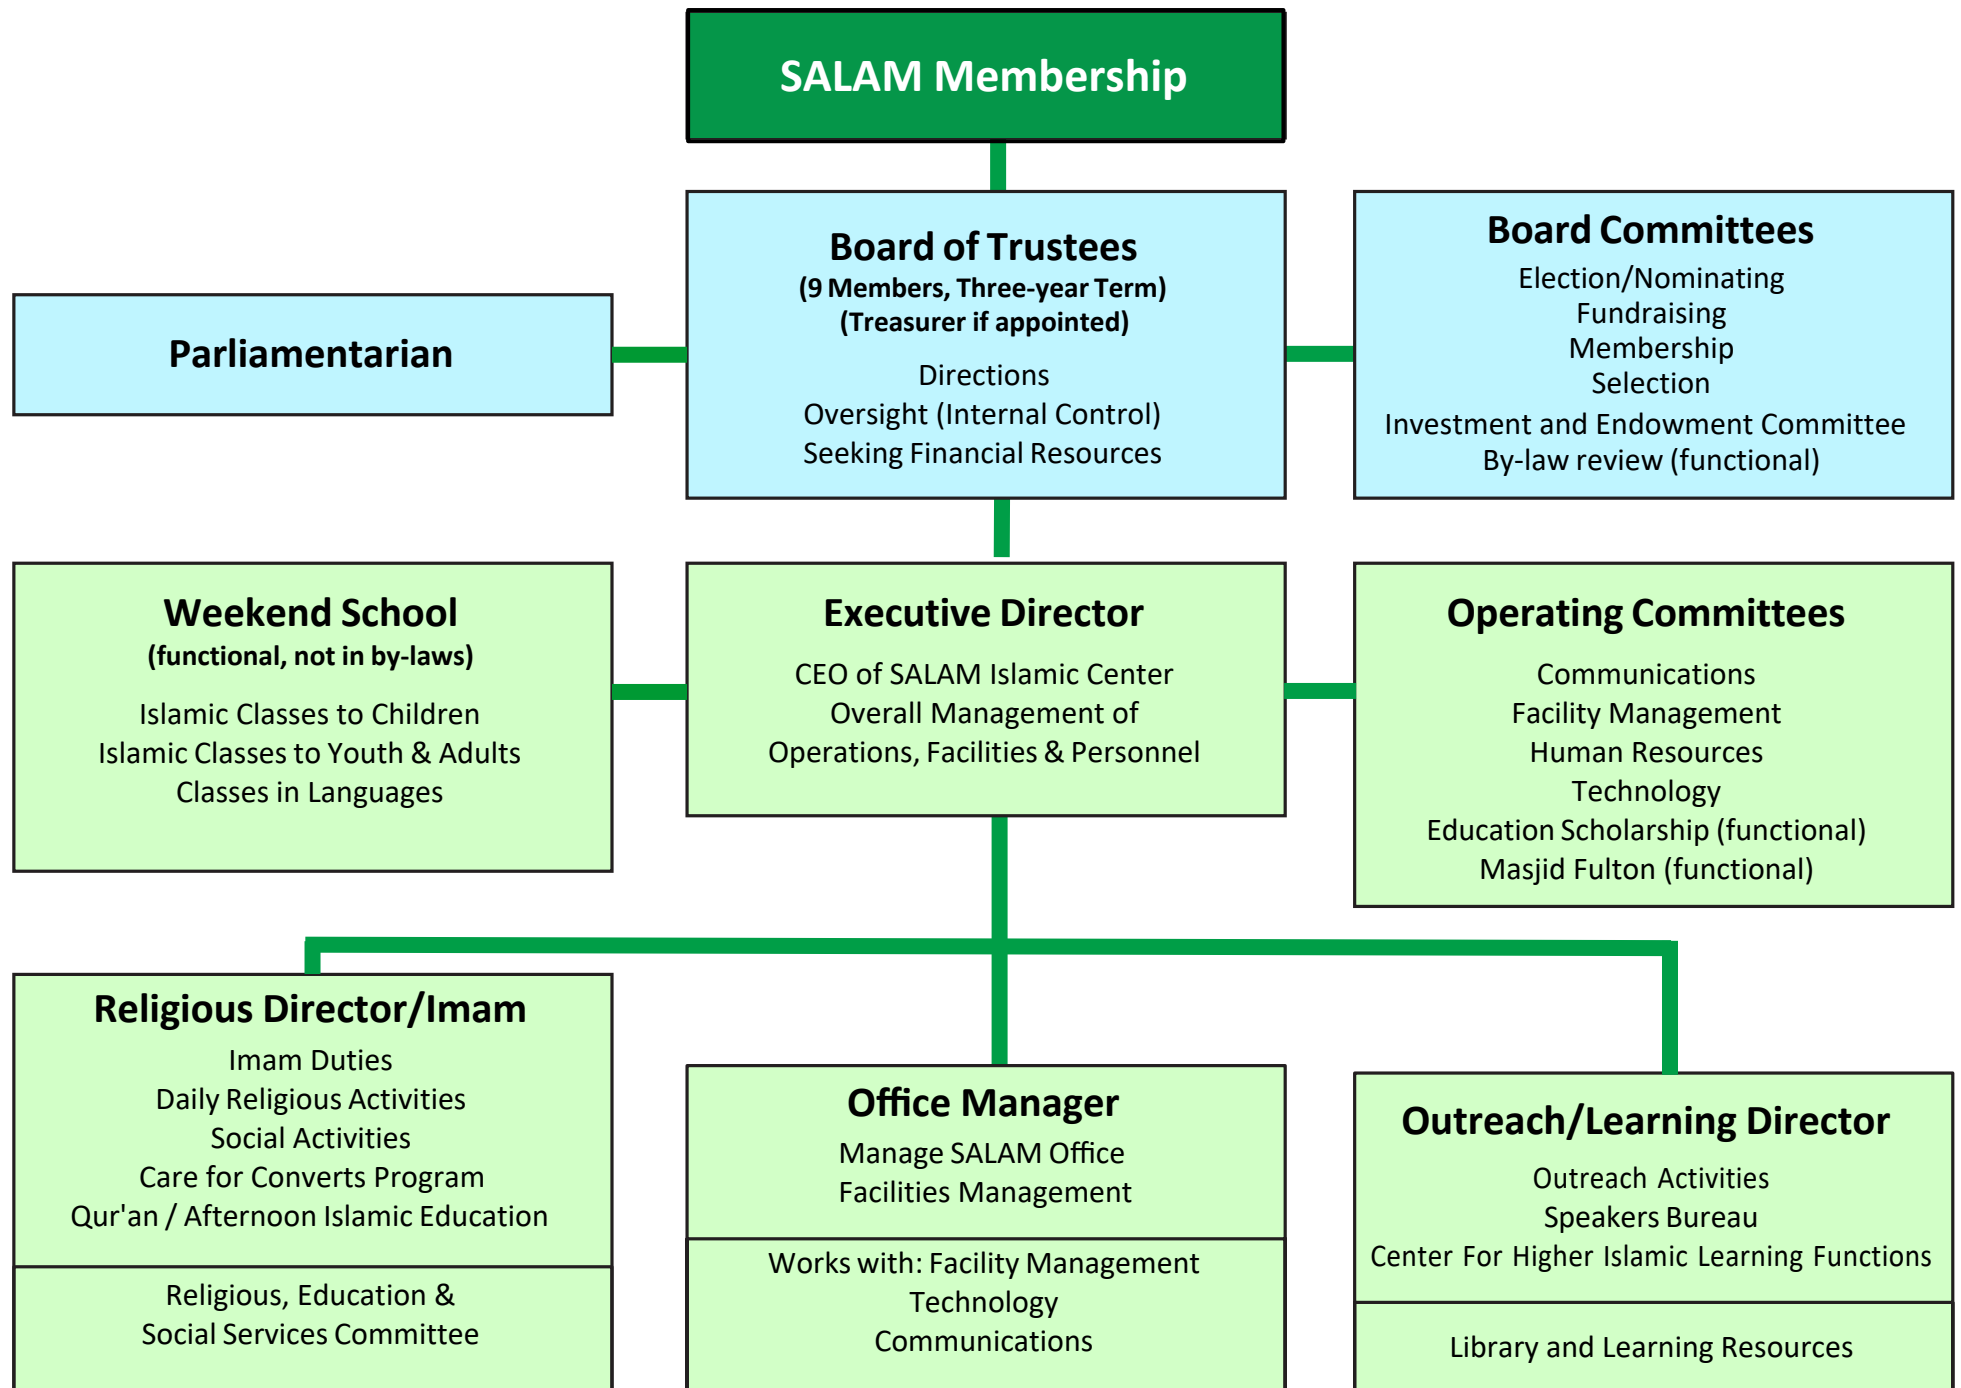 SALAM Membership
Parliamentarian
Board of Trustees
(9 Members, Three-year Term)
(Treasurer if appointed)
Directions
Oversight (Internal Control)
Seeking Financial Resources
Board Committees
Election/Nominating
Fundraising
Membership
Selection
Investment and Endowment Committee
By-law review (functional)
Weekend School
(functional, not in by-laws)
Islamic Classes to Children
Islamic Classes to Youth & Adults
Classes in Languages
Executive Director
CEO of SALAM Islamic Center
Overall Management of
Operations, Facilities & Personnel
Operating Committees
Communications
Facility Management
Human Resources
Technology
Education Scholarship (functional)
Masjid Fulton (functional)
Religious Director/Imam
Imam Duties
Daily Religious Activities
Social Activities
Care for Converts Program
Qur'an / Afternoon Islamic Education
Religious, Education &
Social Services Committee
Office Manager
Manage SALAM Office
Facilities Management
Works with: Facility Management
Technology
Communications
Outreach/Learning Director
Outreach Activities
Speakers Bureau
Center For Higher Islamic Learning Functions
Library and Learning Resources